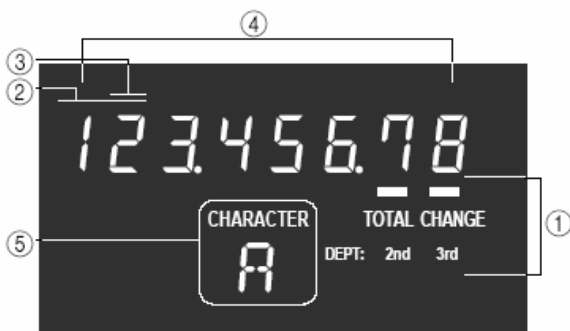 ④
③
②
123.456.78
①
CHARACTER TOTAL CHANGE
⑤ A DEPT: 2nd 3rd